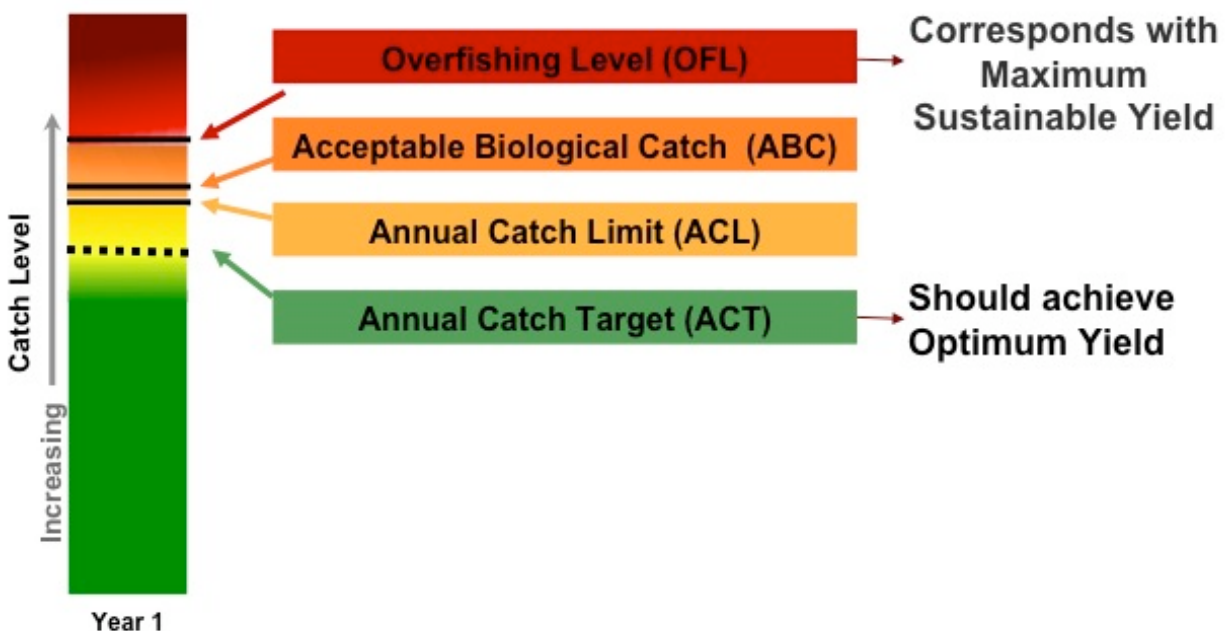 Overfishing Level (OFL)
Corresponds with
Maximum
Sustainable Yield
Acceptable Biological Catch (ABC)
Annual Catch Limit (ACL)
Annual Catch Target (ACT)
Should achieve
Optimum Yield
Catch Level
Increasing
Year 1